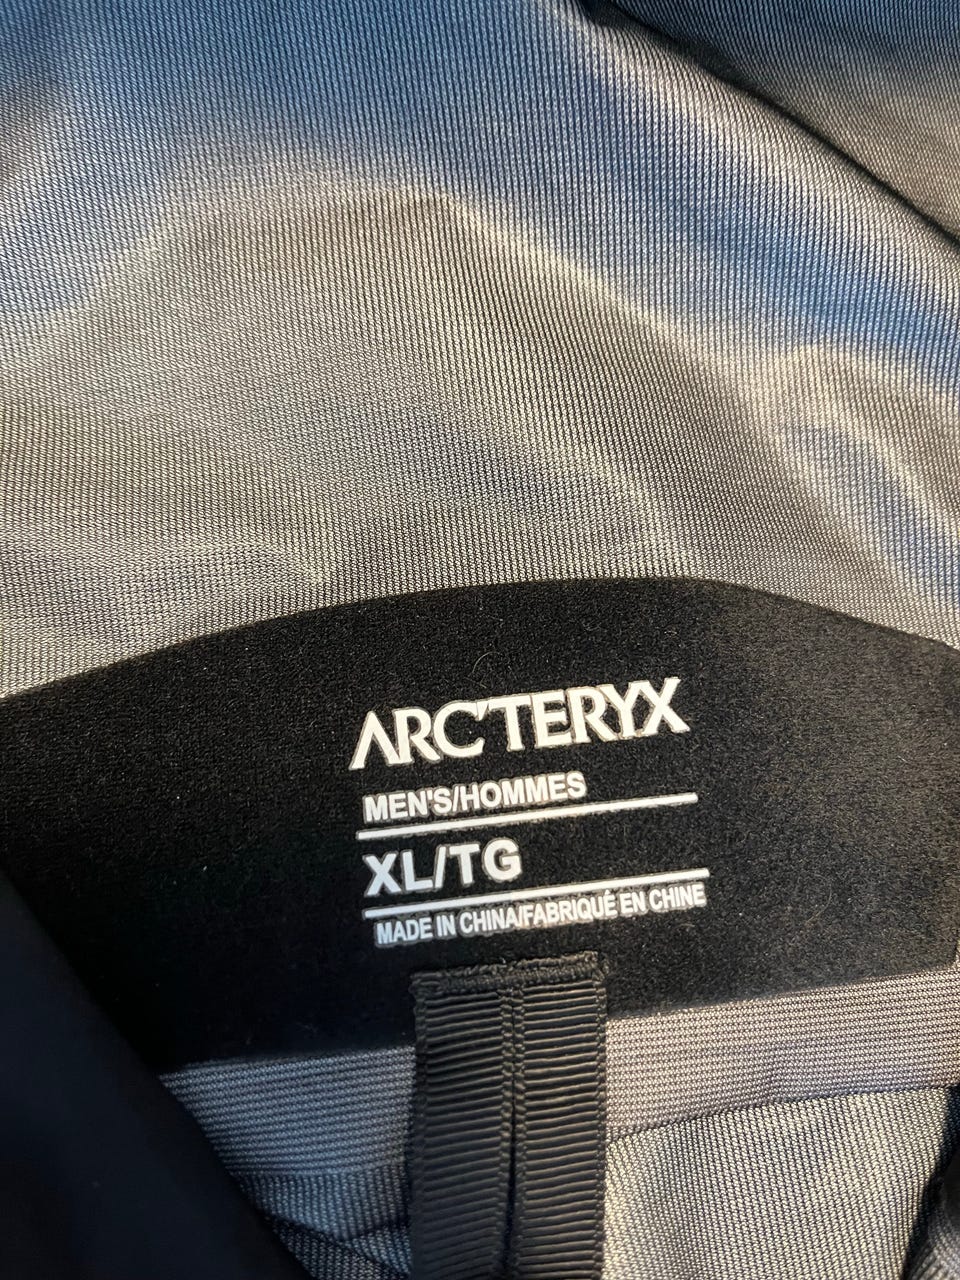 ARC'TERYX
MEN'S/HOMMES
XL/TG
MADE IN CHINA/FABRIQUÉ EN CHINE